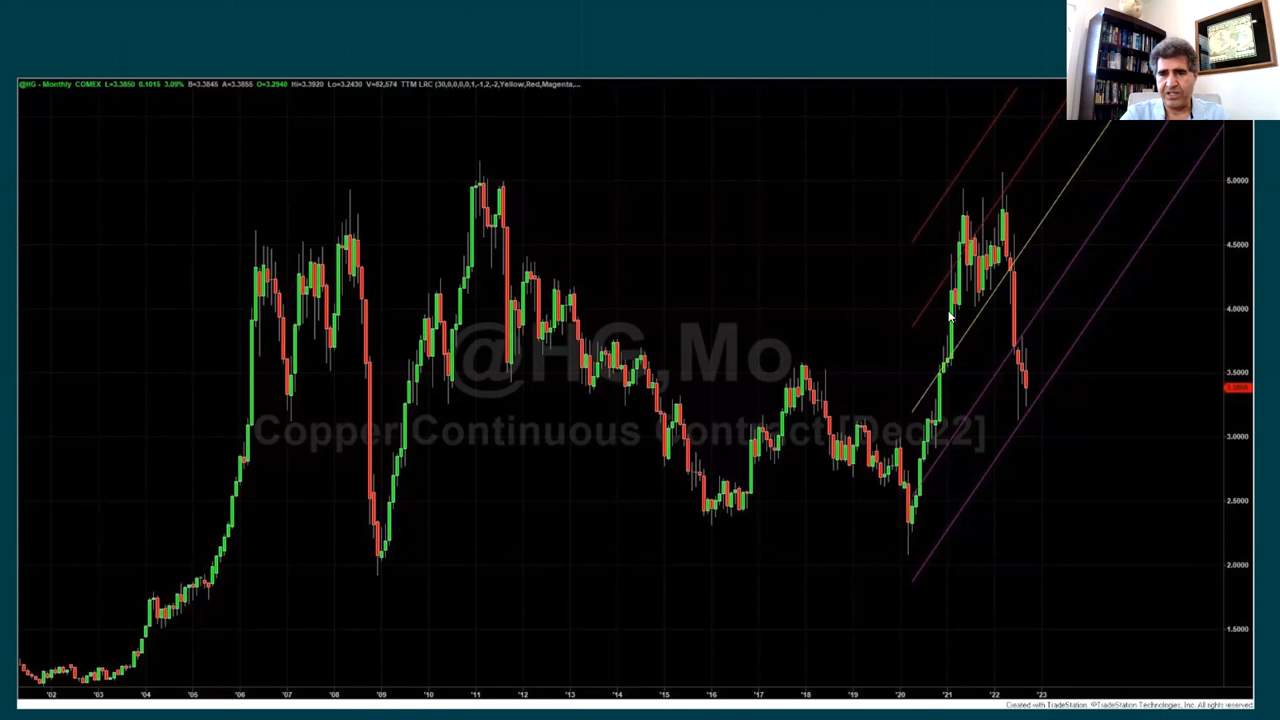 @HG - Monthly COMEX L=3.3850 0.1015 3.09% B=3.3845 A=3.3855 O=3.2940 Hi=3.3920 Lo=3.2430 V=82,574 TTM LRC (30,0,0,0,0,1,-1,2,-2,Yellow,Red,Magenta,...
5.0000
4.5000
4.0000
@HG,Mo
3.5000
3.3850
Copper Continuous Contract [Dec22]
3.0000
2.5000
2.0000
1.5000
'02 '03 '04 '05 '06 '07 '08 '09 '10 '11 '12 '13 '14 '15 '16 '17 '18 '19 '20 '21 '22 '23
Created with TradeStation. ©TradeStation Technologies, Inc. All rights reserved